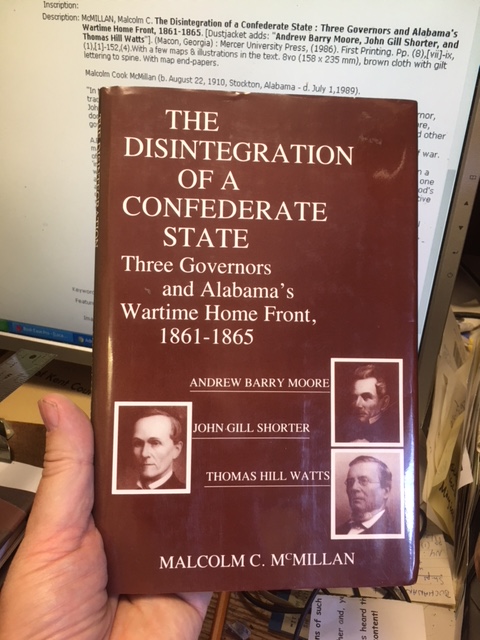 Inscription:
Description: McMILLAN, Malcolm C. The Disintegration of a Confederate State : Three Governors and Alabama's
Wartime Home Front, 1861-1865. [Dustjacket adds: "Andrew Barry Moore, John Gill Shorter, and
Thomas Hill Watts"]. (Macon, Georgia) : Mercer University Press, (1986). First Printing. Pp. (8),[vii]-ix,
(1),[1]-152,(4).With a few maps & illustrations in the text. 8vo (158 x 235 mm), brown cloth with gilt
lettering to spine. With map end-papers.
Malcolm Cook McMillan (b. August 22, 1910, Stockton, Alabama - d. July 1,1989).
THE
DISINTEGRATION
OF A
CONFEDERATE
STATE
Three Governors
and Alabama's
Wartime Home Front,
1861-1865
ANDREW BARRY MOORE
JOHN GILL SHORTER
THOMAS HILL WATTS
MALCOLM C. McMILLAN